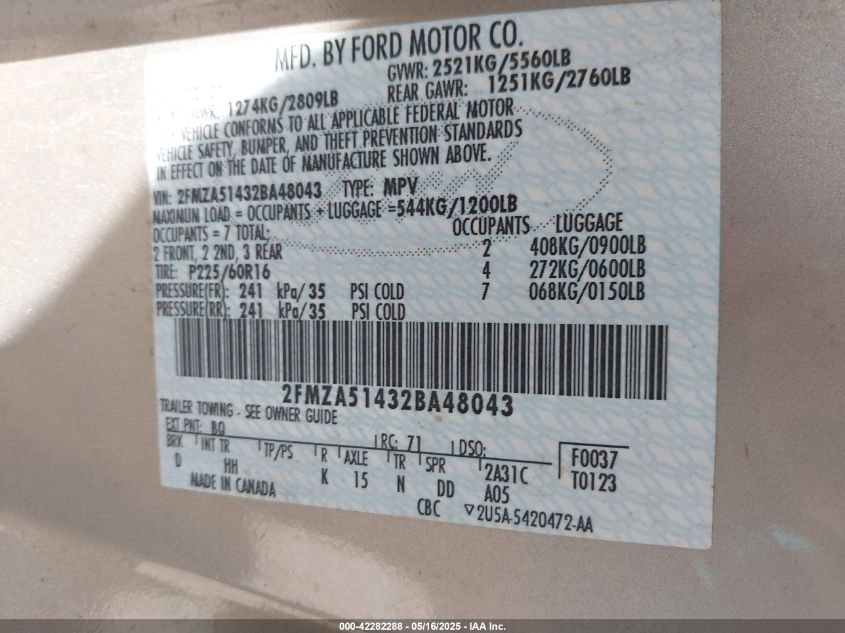 MFD. BY FORD MOTOR CO.
GVWR: 2521KG/5560LB
1274KG/2809LB REAR GAWR: 1251KG/2760LB
VEHICLE CONFORMS TO ALL APPLICABLE FEDERAL MOTOR
VEHICLE SAFETY, BUMPER, AND THEFT PREVENTION STANDARDS
IN EFFECT ON THE DATE OF MANUFACTURE SHOWN ABOVE.
VIN: 2FMZA51432BA48043 TYPE: MPV
MAXIMUN LOAD = OCCUPANTS + LUGGAGE =544KG/1200LB
OCCUPANTS = 7 TOTAL: OCCUPANTS LUGGAGE
2 FRONT, 2 2ND, 3 REAR 2 408KG/0900LB
TIRE: P225/60R16 4 272KG/0600LB
PRESSURE(FR): 241 kPa/35 PSI COLD 7 068KG/0150LB
PRESSURE(RR): 241 kPa/35 PSI COLD
2FMZA51432BA48043
TRAILER TOWING - SEE OWNER GUIDE
EXT PNT: BQ RC: 71 DSO:
BRK INT TR TP/PS R AXLE TR SPR 2A31C F0037
D HH K 15 N DD A05 T0123
MADE IN CANADA CBC ▽2U5A-5420472-AA
000-42282288 - 05/16/2025 - IAA Inc.